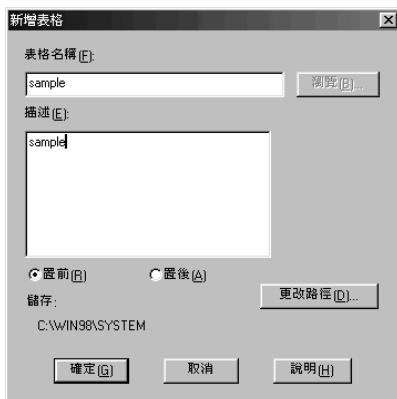 新增表格
表格名稱(F):
sample
瀏覽(B)...
描述(E):
sample
置前(R)
置後(A)
儲存:
更改路徑(D)...
C:\WIN98\SYSTEM
確定(G)
取消
說明(H)